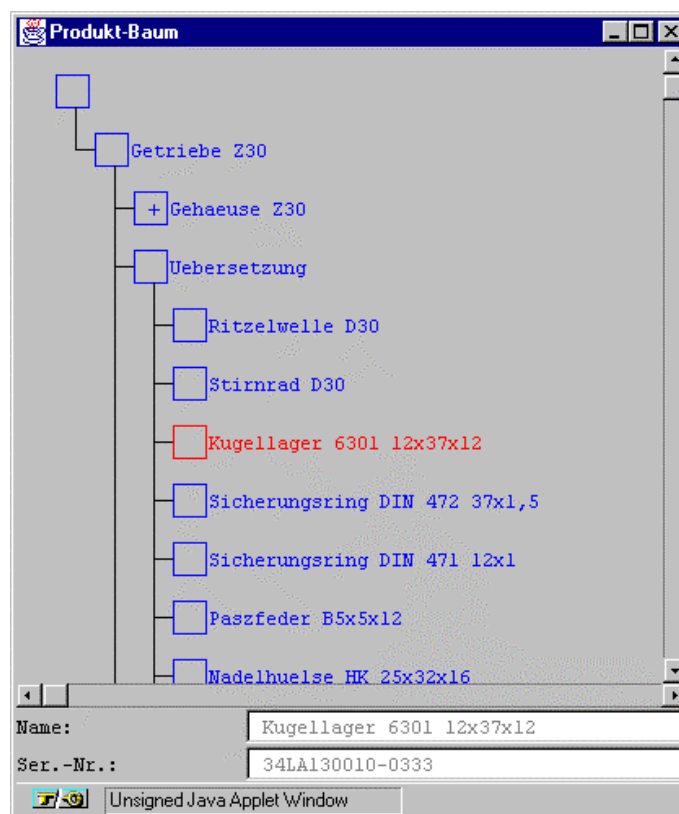 Produkt-Baum
Getriebe Z30
+ Gehaeuse Z30
Uebersetzung
Ritzelwelle D30
Stirnrad D30
Kugellager 6301 12x37x12
Sicherungsring DIN 472 37x1,5
Sicherungsring DIN 471 12x1
Paszfeder B5x5x12
Nadelhuelse HK 25x32x16
Name: Kugellager 6301 12x37x12
Ser.-Nr.: 34LA130010-0333
Unsigned Java Applet Window